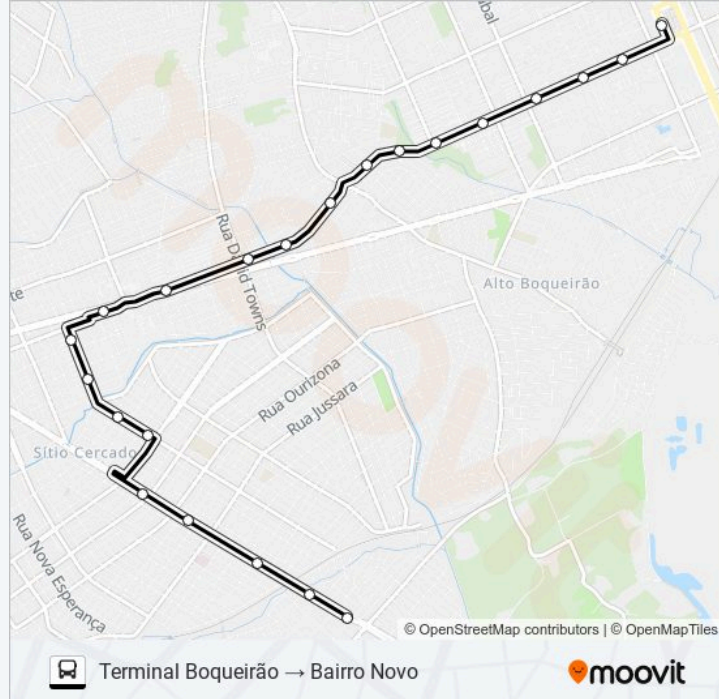 bal
Rua David Towns
Alto Boqueirão
te
Rua Ourizona
Rua Jussara
Sítio Cercado
Rua Nova Esperança
© OpenStreetMap contributors | © OpenMapTiles
Terminal Boqueirão → Bairro Novo
moovit